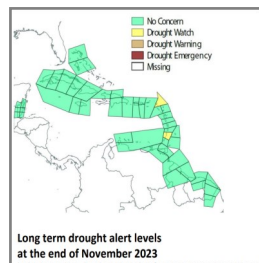 No Concern
Drought Watch
Drought Warning
Drought Emergency
Missing
Long term drought alert levels
at the end of November 2023